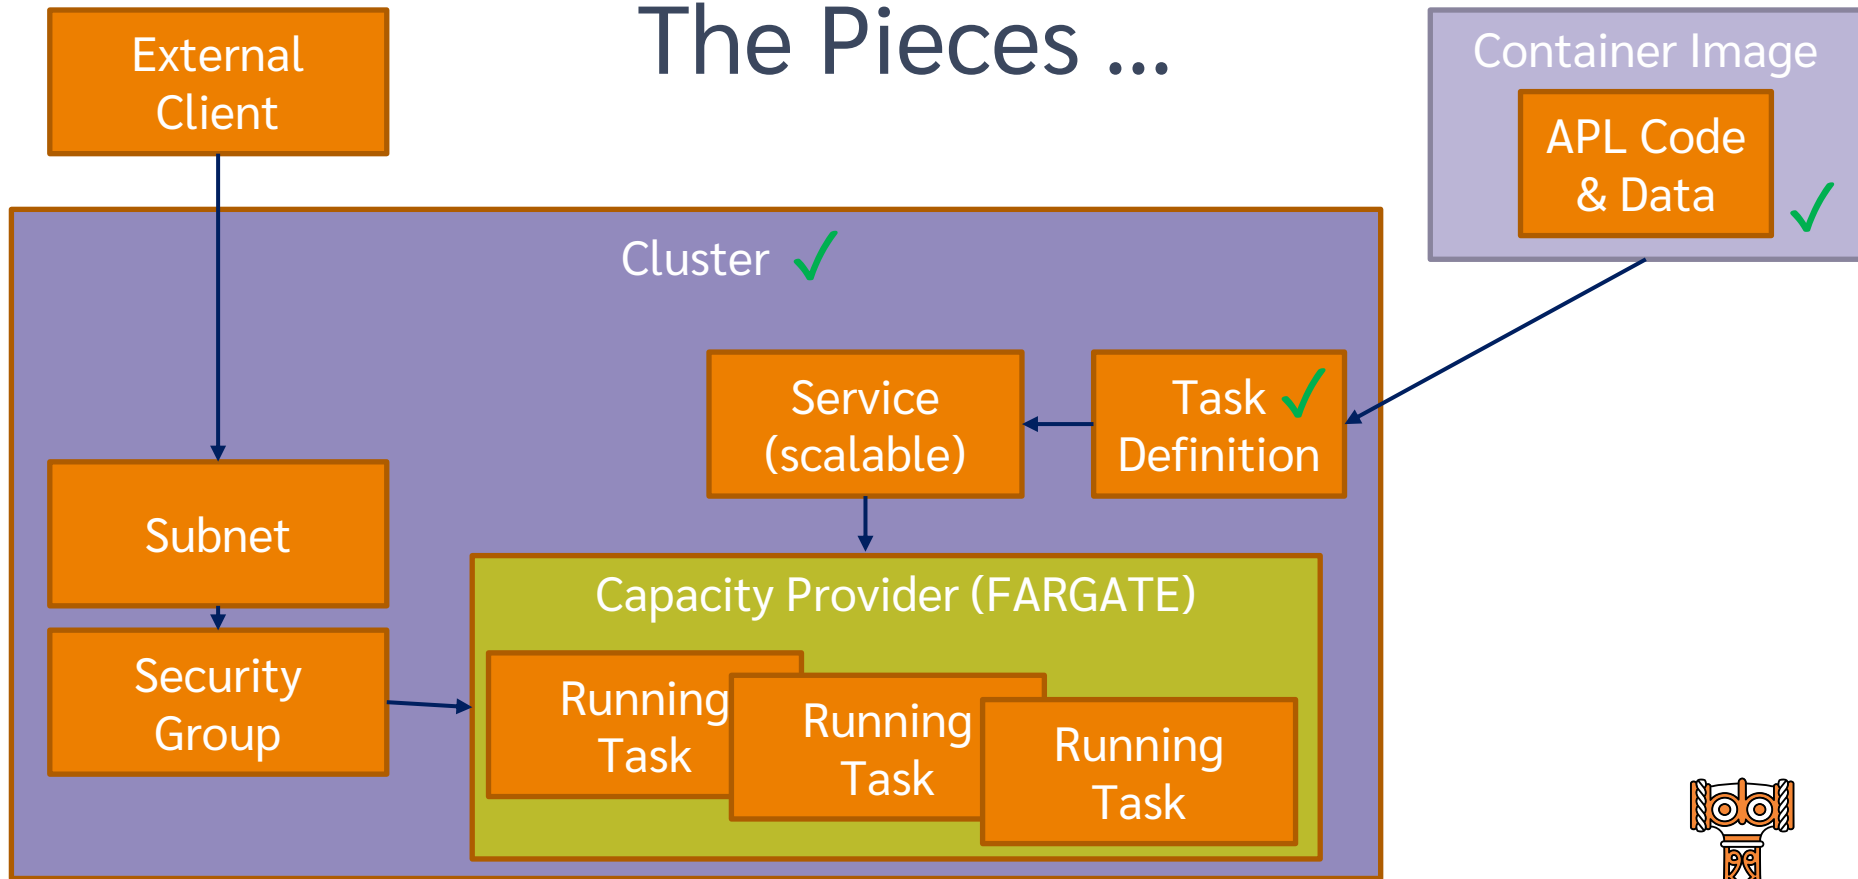 The Pieces ...
External
Client
Container Image
APL Code
& Data
Cluster
Service
(scalable)
Task
Definition
Subnet
Security
Group
Capacity Provider (FARGATE)
Running
Task
Running
Task
Running
Task